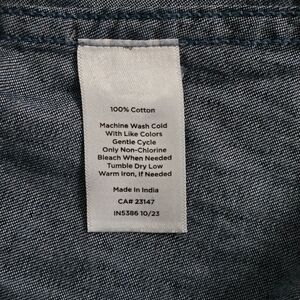 100% Cotton
Machine Wash Cold
With Like Colors
Gentle Cycle
Only Non-Chlorine
Bleach When Needed
Tumble Dry Low
Warm Iron, If Needed
Made In India
CA# 23147
IN5386 10/23